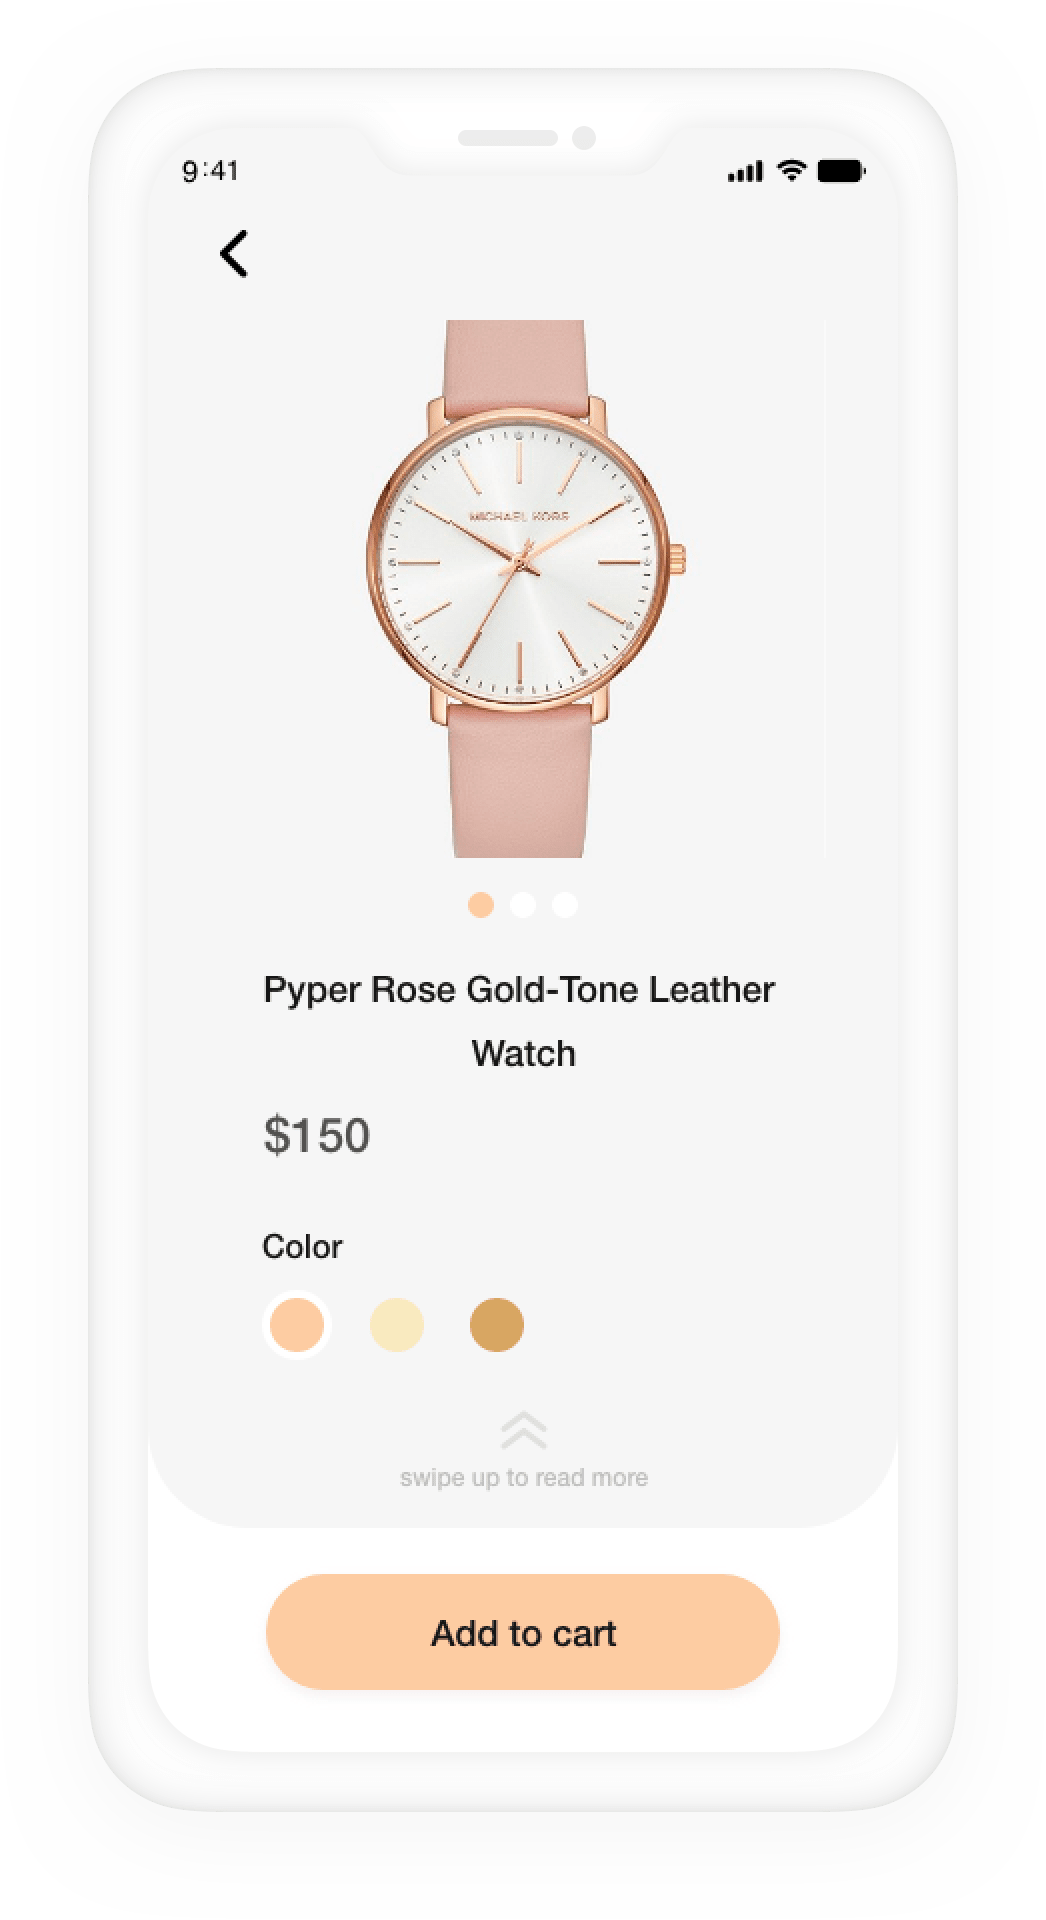 9:41
MICHAEL KORS
Pyper Rose Gold-Tone Leather
Watch
$150
Color
swipe up to read more
Add to cart